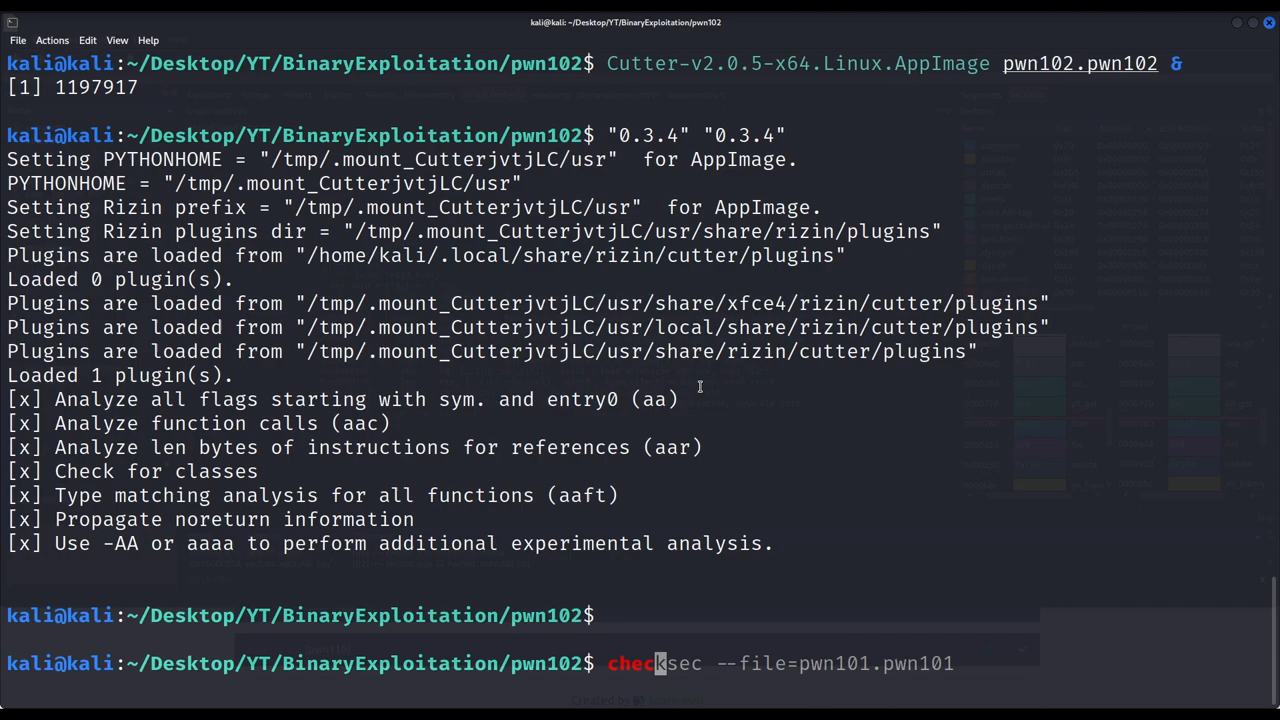 kali@kali: ~/Desktop/YT/BinaryExploitation/pwn102
File Actions Edit View Help
kali@kali:~/Desktop/YT/BinaryExploitation/pwn102$ Cutter-v2.0.5-x64.Linux.AppImage pwn102.pwn102 &
[1] 1197917
kali@kali:~/Desktop/YT/BinaryExploitation/pwn102$ "0.3.4" "0.3.4"
Setting PYTHONHOME = "/tmp/.mount_CutterjvtjLC/usr"  for AppImage.
PYTHONHOME = "/tmp/.mount_CutterjvtjLC/usr"
Setting Rizin prefix = "/tmp/.mount_CutterjvtjLC/usr"  for AppImage.
Setting Rizin plugins dir = "/tmp/.mount_CutterjvtjLC/usr/share/rizin/plugins"
Plugins are loaded from "/home/kali/.local/share/rizin/cutter/plugins"
Loaded 0 plugin(s).
Plugins are loaded from "/tmp/.mount_CutterjvtjLC/usr/share/xfce4/rizin/cutter/plugins"
Plugins are loaded from "/tmp/.mount_CutterjvtjLC/usr/local/share/rizin/cutter/plugins"
Plugins are loaded from "/tmp/.mount_CutterjvtjLC/usr/share/rizin/cutter/plugins"
Loaded 1 plugin(s).
[x] Analyze all flags starting with sym. and entry0 (aa)
[x] Analyze function calls (aac)
[x] Analyze len bytes of instructions for references (aar)
[x] Check for classes
[x] Type matching analysis for all functions (aaft)
[x] Propagate noreturn information
[x] Use -AA or aaaa to perform additional experimental analysis.
kali@kali:~/Desktop/YT/BinaryExploitation/pwn102$
kali@kali:~/Desktop/YT/BinaryExploitation/pwn102$ checksec --file=pwn101.pwn101
Created by